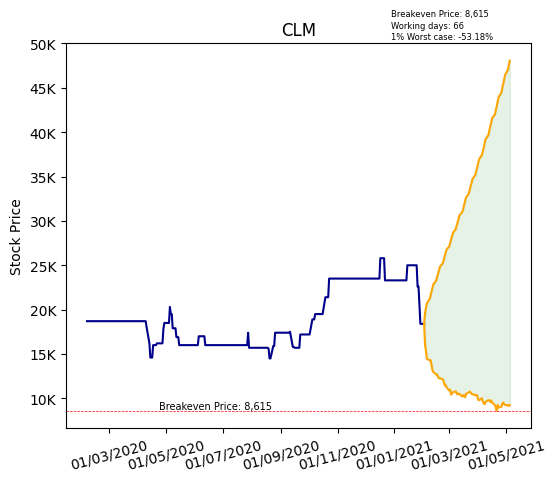 Breakeven Price: 8,615
Working days: 66
1% Worst case: -53.18%
CLM
Stock Price
50K
45K
40K
35K
30K
25K
20K
15K
10K
Breakeven Price: 8,615
01/03/2020
01/05/2020
01/07/2020
01/09/2020
01/11/2020
01/01/2021
01/03/2021
01/05/2021